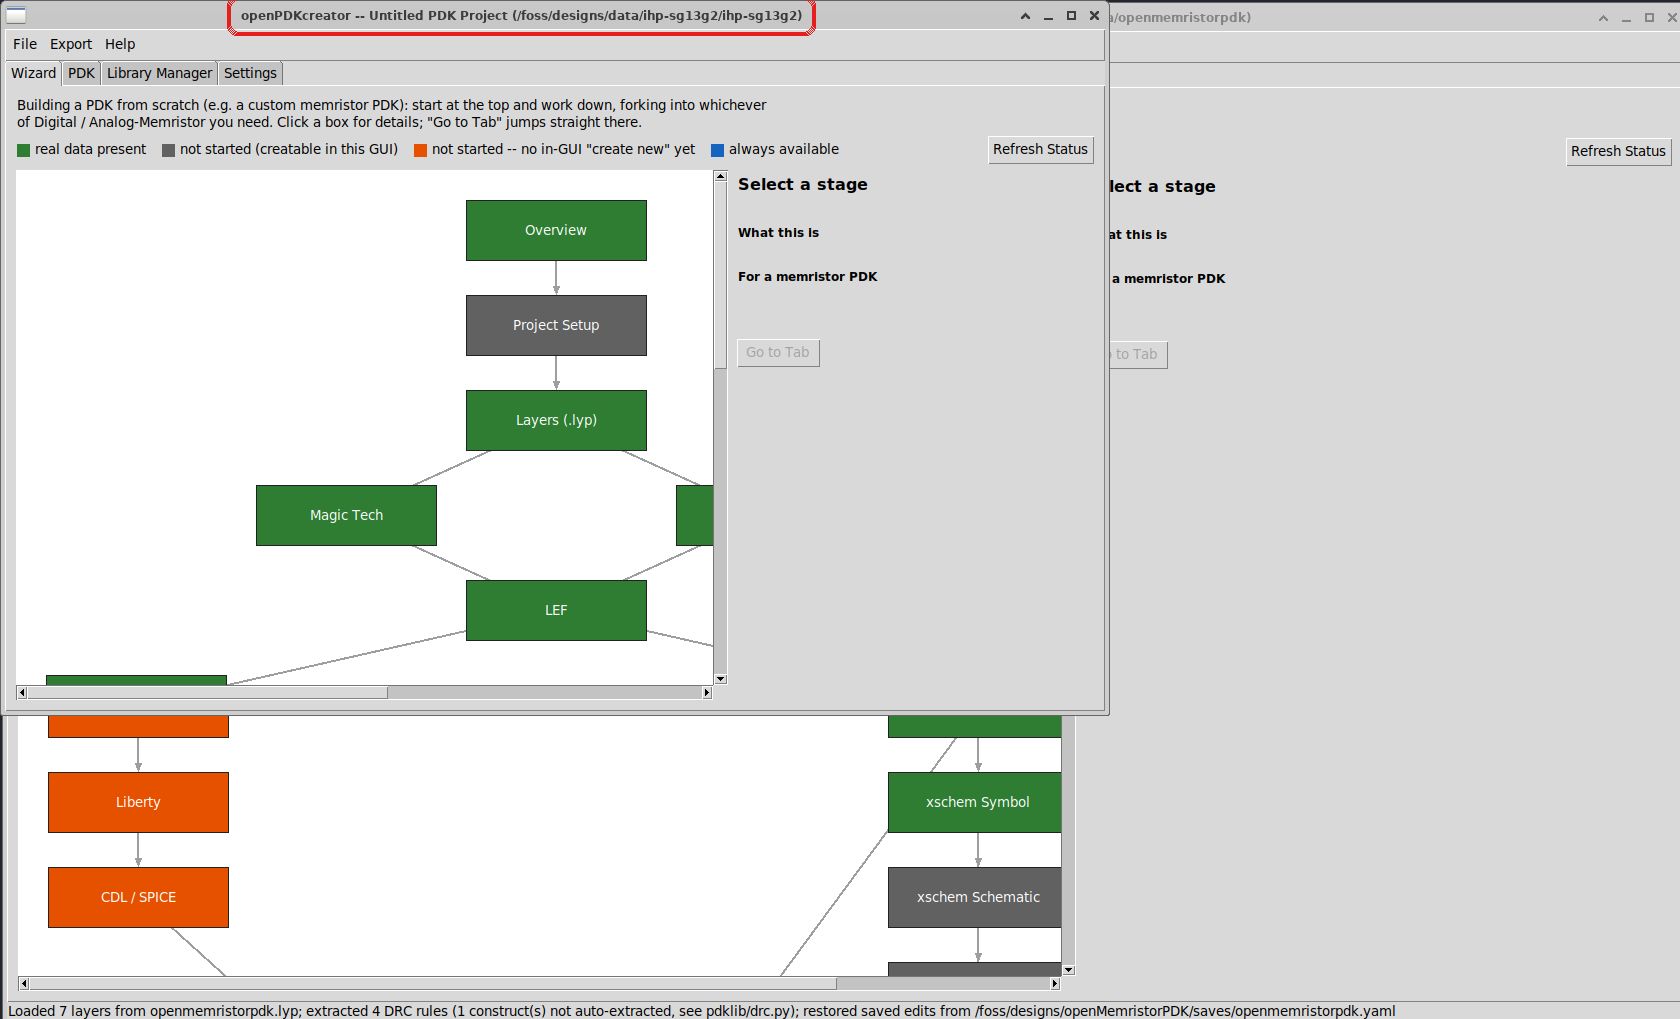 openPDKcreator -- Untitled PDK Project (/foss/designs/data/ihp-sg13g2/ihp-sg13g2)
/openmemristorpdk)
File Export Help
Wizard PDK Library Manager Settings
Building a PDK from scratch (e.g. a custom memristor PDK): start at the top and work down, forking into whichever
of Digital / Analog-Memristor you need. Click a box for details; "Go to Tab" jumps straight there.
real data present not started (creatable in this GUI) not started -- no in-GUI "create new" yet always available
Refresh Status
Refresh Status
Select a stage
lect a stage
What this is
at this is
For a memristor PDK
a memristor PDK
Go to Tab
to Tab
Overview
Project Setup
Layers (.lyp)
Magic Tech
LEF
Liberty
xschem Symbol
CDL / SPICE
xschem Schematic
Loaded 7 layers from openmemristorpdk.lyp; extracted 4 DRC rules (1 construct(s) not auto-extracted, see pdklib/drc.py); restored saved edits from /foss/designs/openMemristorPDK/saves/openmemristorpdk.yaml